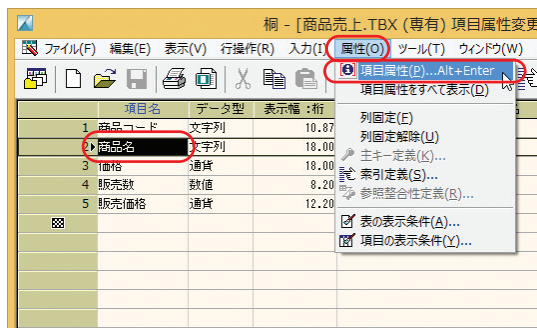 桐 - [商品売上.TBX (専有) 項目属性変更
ファイル(F) 編集(E) 表示(V) 行操作(R) 入力(I) 属性(O) ツール(T) ウィンドウ(W)
項目属性(P)...Alt+Enter
項目属性をすべて表示(D)
列固定(F)
列固定解除(U)
主キー定義(K)...
索引定義(S)...
参照整合性定義(R)...
表の表示条件(A)...
項目の表示条件(Y)...
項目名 データ型 表示幅 :桁
1 商品コード 文字列 10.87
2 商品名 文字列 18.00
3 価格 通貨 18.00
4 販売数 数値 8.20
5 販売価格 通貨 12.20